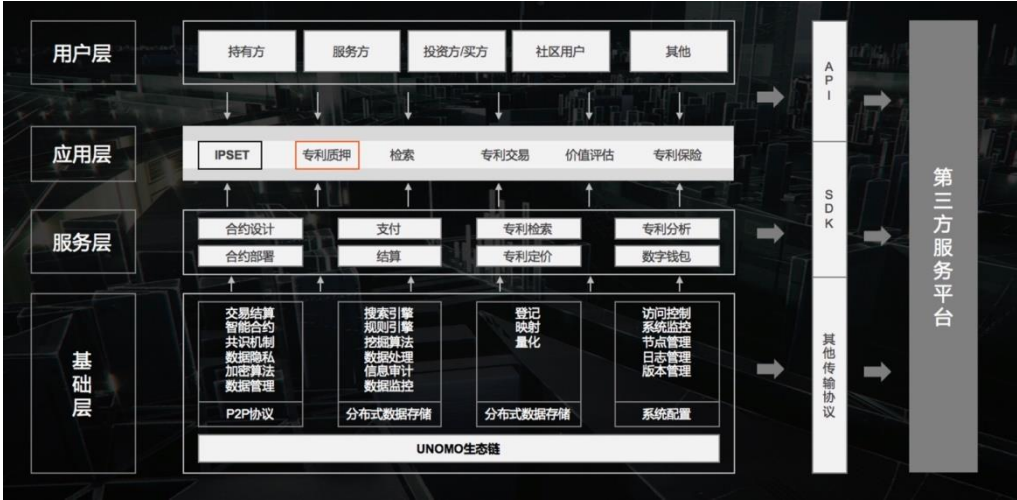 用户层
持有方
服务方
投资方/买方
社区用户
其他
应用层
IPSET
专利质押
检索
专利交易
价值评估
专利保险
服务层
合约设计
支付
专利检索
专利分析
合约部署
结算
专利定价
数字钱包
基础层
交易结算
智能合约
共识机制
数据隐私
加密算法
数据管理
P2P协议
搜索引擎
规则引擎
挖掘算法
数据处理
信息审计
数据监控
分布式数据存储
登记
映射
量化
分布式数据存储
访问控制
系统监控
节点管理
日志管理
版本管理
系统配置
UNOMO生态链
API
SDK
其他传输协议
第三方服务平台